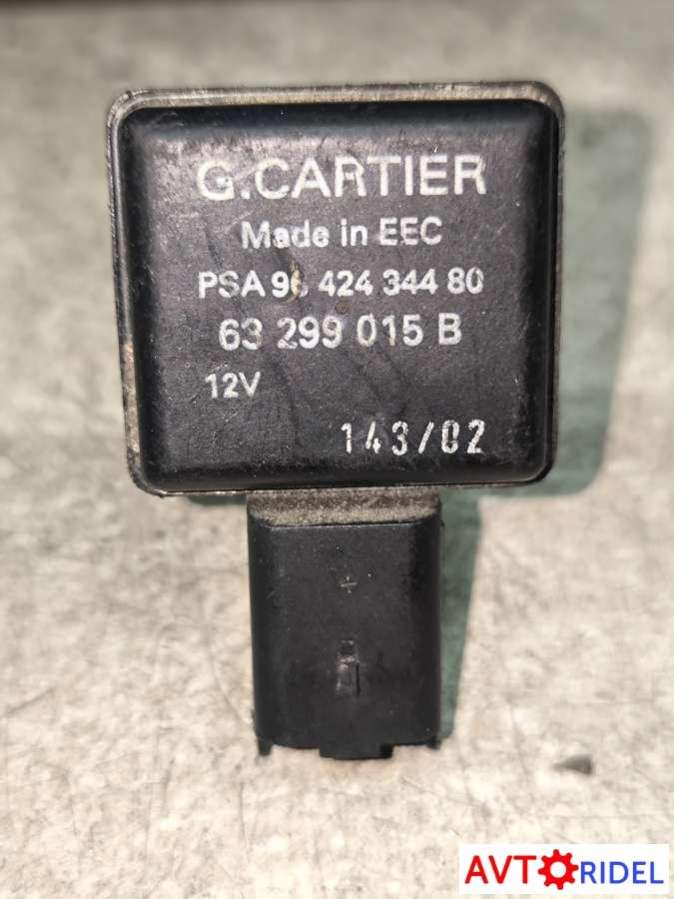 G.CARTIER
Made in EEC
PSA 96 424 344 80
63 299 015 B
12V
143/02
AVTORIDEL